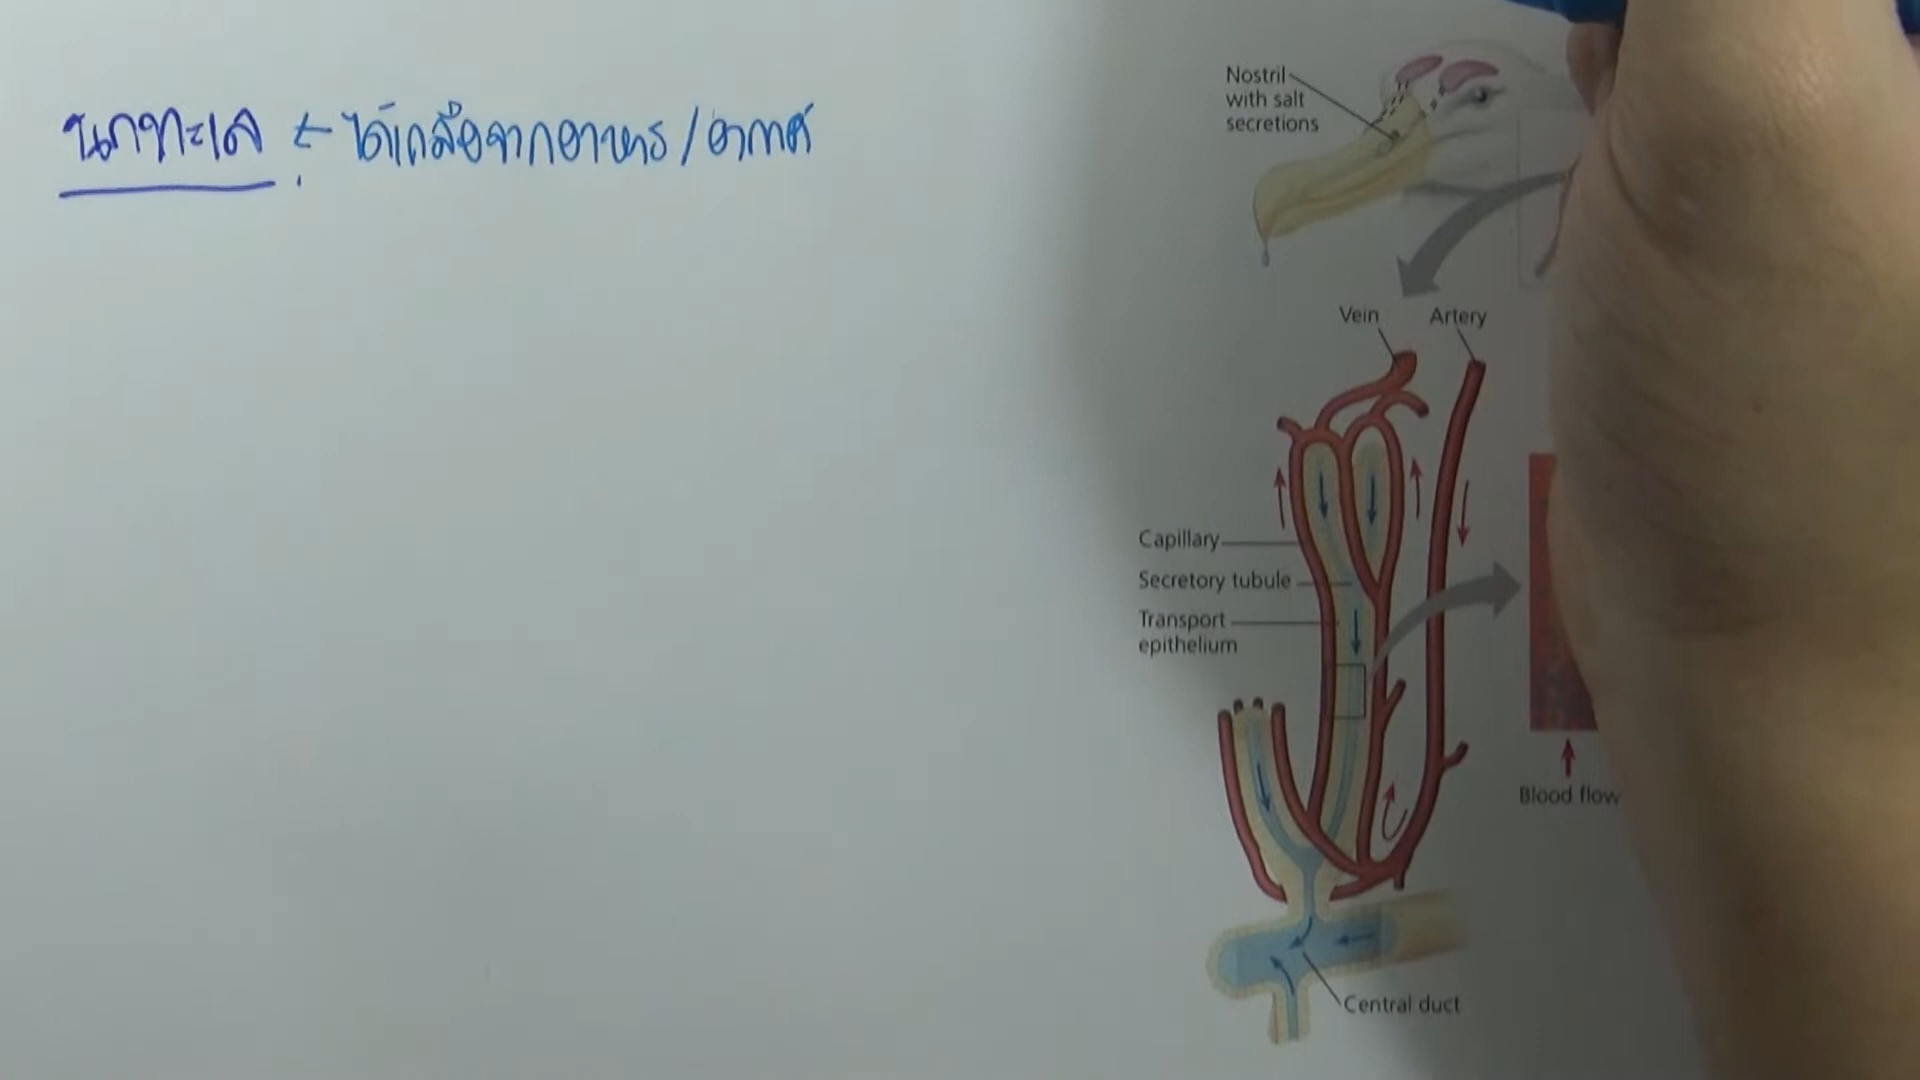 นกทะเล ← ได้เกลือจากอาหาร/อากาศ
Nostril
with salt
secretions
Vein Artery
Capillary
Secretory tubule
Transport
epithelium
Blood flow
Central duct